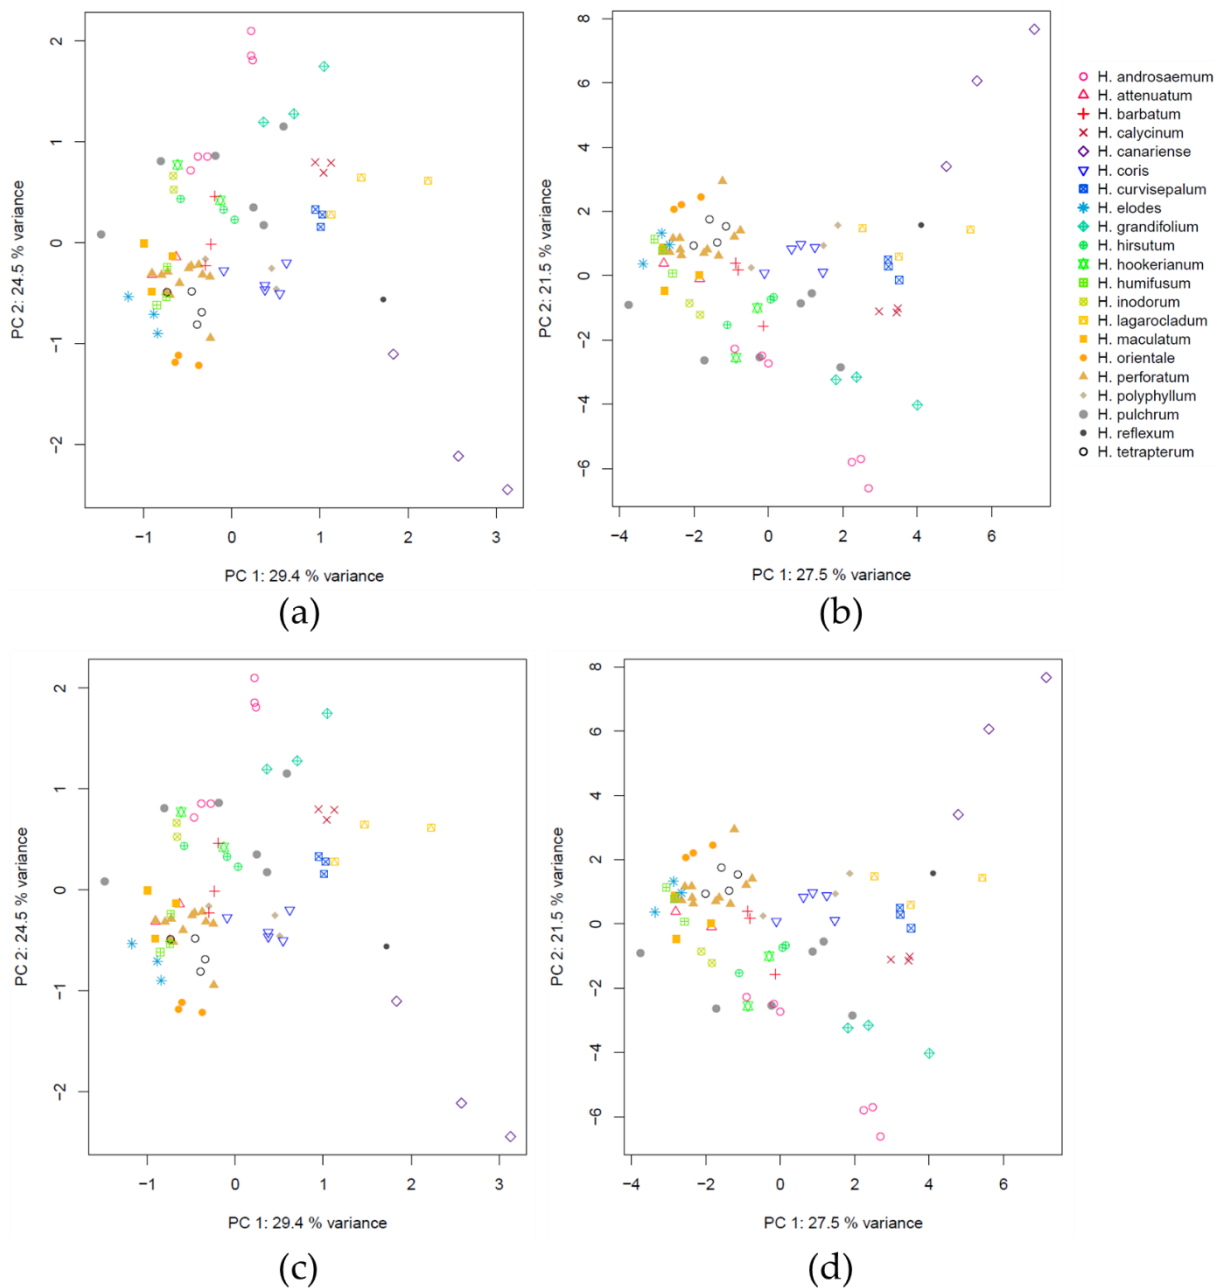 2
1
0
−1
−2
PC 2: 24.5 % variance
−1 0 1 2 3
PC 1: 29.4 % variance
(a)
8
6
4
2
0
−2
−4
−6
PC 2: 21.5 % variance
−4 −2 0 2 4 6
PC 1: 27.5 % variance
(b)
H. androsaemum
H. attenuatum
H. barbatum
H. calycinum
H. canariense
H. coris
H. curvisepalum
H. elodes
H. grandifolium
H. hirsutum
H. hookerianum
H. humifusum
H. inodorum
H. lagarocladum
H. maculatum
H. orientale
H. perforatum
H. polyphyllum
H. pulchrum
H. reflexum
H. tetrapterum
2
1
0
−1
−2
PC 2: 24.5 % variance
−1 0 1 2 3
PC 1: 29.4 % variance
(c)
8
6
4
2
0
−2
−4
−6
PC 2: 21.5 % variance
−4 −2 0 2 4 6
PC 1: 27.5 % variance
(d)